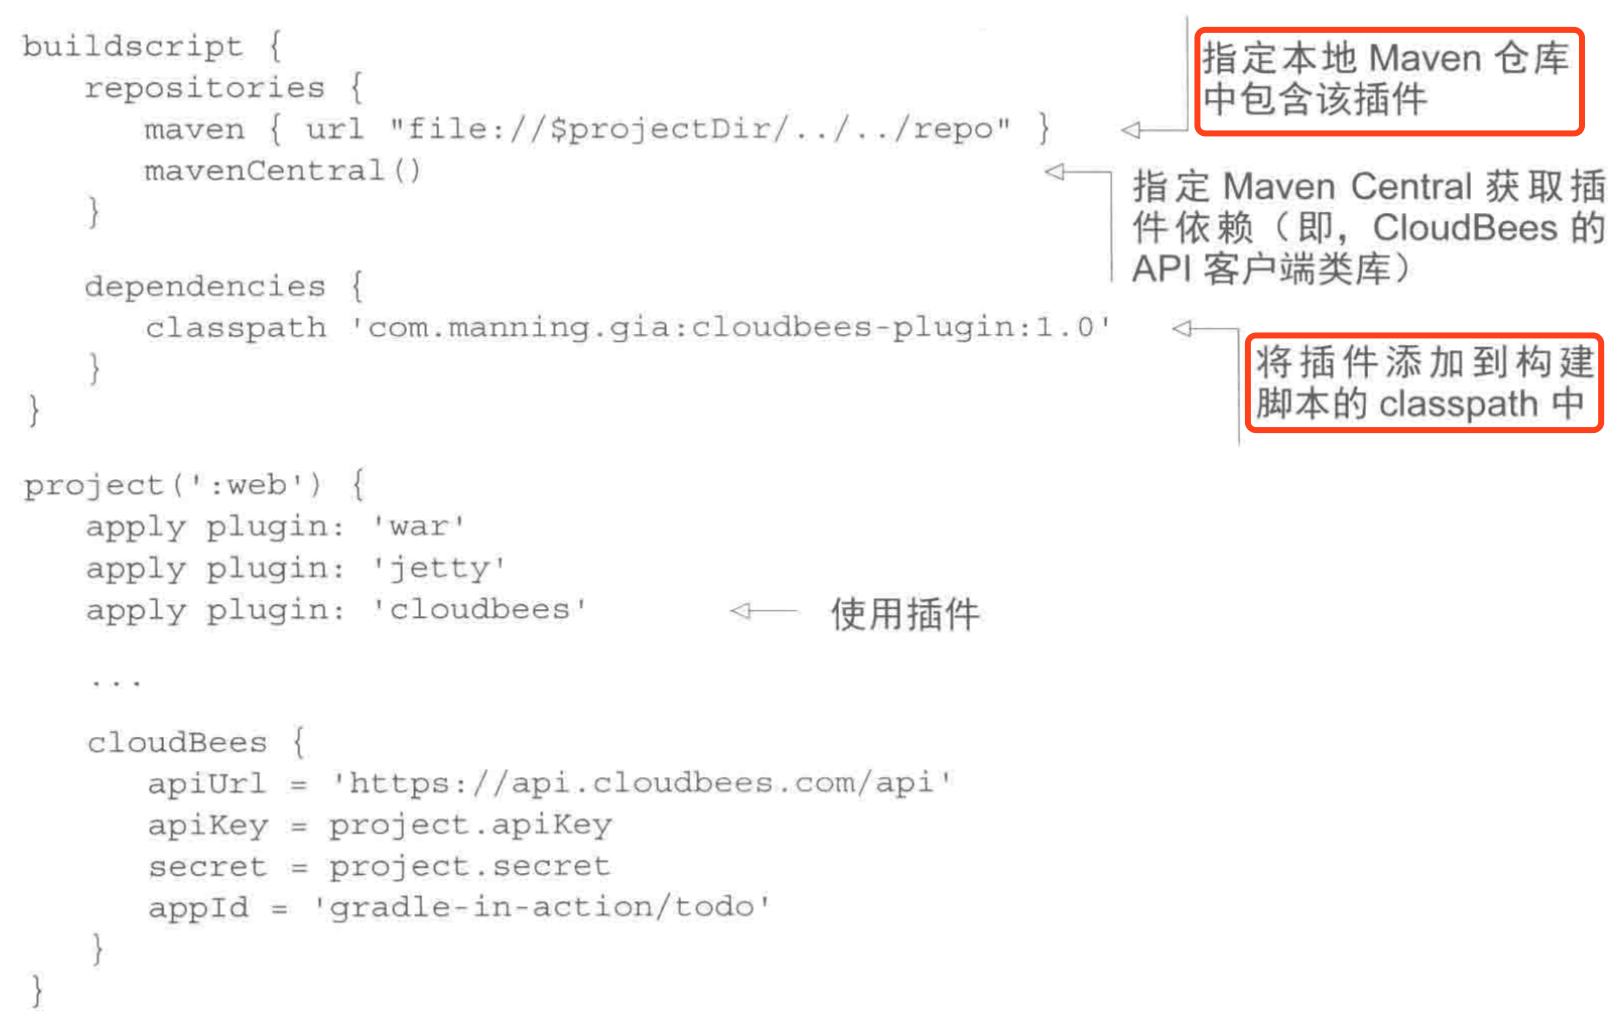 buildscript {
repositories {
maven { url "file://$projectDir/../../repo" }
mavenCentral()
}
dependencies {
classpath 'com.manning.gia:cloudbees-plugin:1.0'
}
}
project(':web') {
apply plugin: 'war'
apply plugin: 'jetty'
apply plugin: 'cloudbees'
...
cloudBees {
apiUrl = 'https://api.cloudbees.com/api'
apiKey = project.apiKey
secret = project.secret
appId = 'gradle-in-action/todo'
}
}
指定本地 Maven 仓库
中包含该插件
指定 Maven Central 获取插
件依赖（即，CloudBees 的
API 客户端类库）
将插件添加到构建
脚本的 classpath 中
使用插件